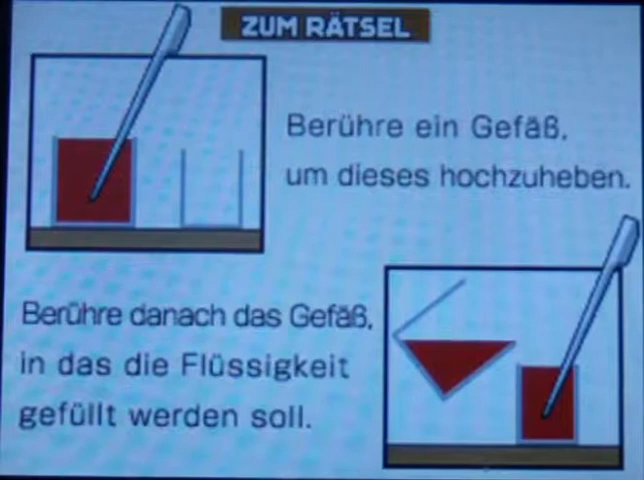 ZUM RÄTSEL
Berühre ein Gefäß,
um dieses hochzuheben.
Berühre danach das Gefäß,
in das die Flüssigkeit
gefüllt werden soll.